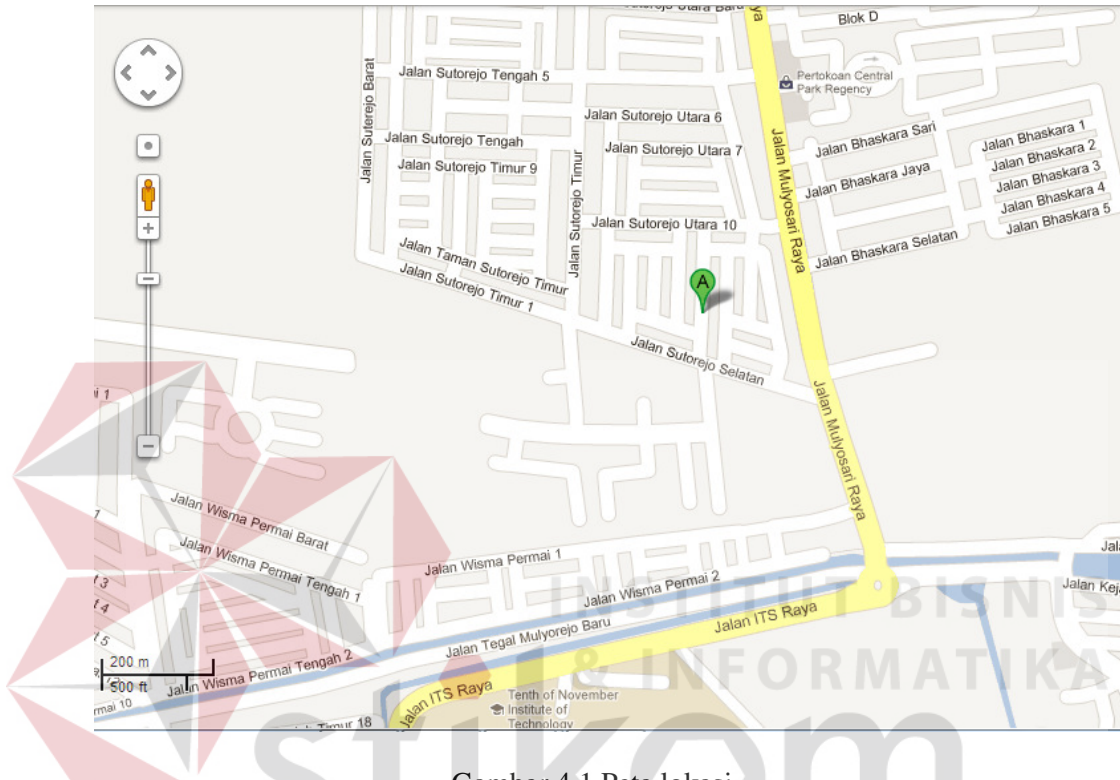 Blok D
Jalan Sutorejo Tengah 5
Pertokoan Central
Park Regency
Jalan Suterejo Barat
Jalan Sutorejo Utara 6
Jalan Sutorejo Tengah
Jalan Sutorejo Timur 9
Jalan Sutorejo Utara 7
Jalan Sutorejo Timur
Jalan Mulyosari Raya
Jalan Bhaskara Sari
Jalan Bhaskara Jaya
Jalan Bhaskara 1
Jalan Bhaskara 2
Jalan Bhaskara 3
Jalan Bhaskara 4
Jalan Bhaskara 5
Jalan Sutorejo Utara 10
Jalan Bhaskara Selatan
Jalan Taman Sutorejo Timur
Jalan Sutorejo Timur 1
A
Jalan Sutorejo Selatan
Jalan Mulyosari Raya
Jalan Wisma Permai Barat
Jalan Wisma Permai Tengah 1
Jalan Wisma Permai 1
Jalan Wisma Permai 2
Jalan Tegal Mulyorejo Baru
Jalan ITS Raya
Jalan Wisma Permai Tengah 2
200 m
500 ft
Jalan ITS Raya
Tenth of November
Institute of
Technology
Timur 18
INSTITUT BISNIS
& INFORMATIKA
stikom
Gambar 4.1 Peta lokasi